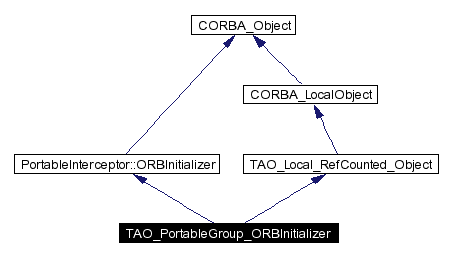 CORBA_Object
CORBA_LocalObject
PortableInterceptor::ORBInitializer
TAO_Local_RefCounted_Object
TAO_PortableGroup_ORBInitializer